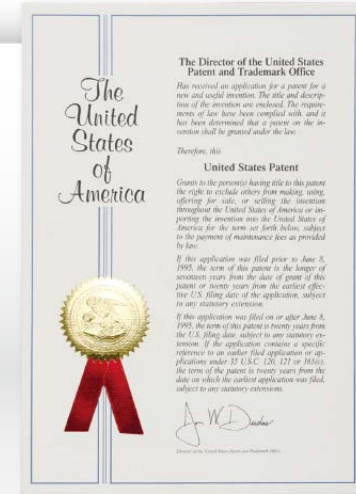 The
United
States
of
America
The Director of the United States
Patent and Trademark Office
Has received an application for a patent for a
new and useful invention. The title and descrip-
tion of the invention are enclosed. The require-
ments of law have been complied with, and it
has been determined that a patent on the in-
vention shall be granted under the law.
Therefore, this
United States Patent
Grants to the person(s) having title to this patent
the right to exclude others from making, using,
offering for sale, or selling the invention
throughout the United States of America or im-
porting the invention into the United States of
America for the term set forth below, subject
to the payment of maintenance fees as provided
by law.
If this application was filed prior to June 8,
1995, the term of this patent is the longer of
seventeen years from the date of grant of this
patent or twenty years from the earliest effec-
tive U.S. filing date of the application, subject
to any statutory extension.
If this application was filed on or after June 8,
1995, the term of this patent is twenty years from
the U.S. filing date, subject to any statutory ex-
tension. If the application contains a specific
reference to an earlier filed application or ap-
plications under 35 U.S.C. 120, 121 or 365(c),
the term of the patent is twenty years from the
date on which the earliest application was filed,
subject to any statutory extensions.
Jon W. Dudas
Director of the United States Patent and Trademark Office